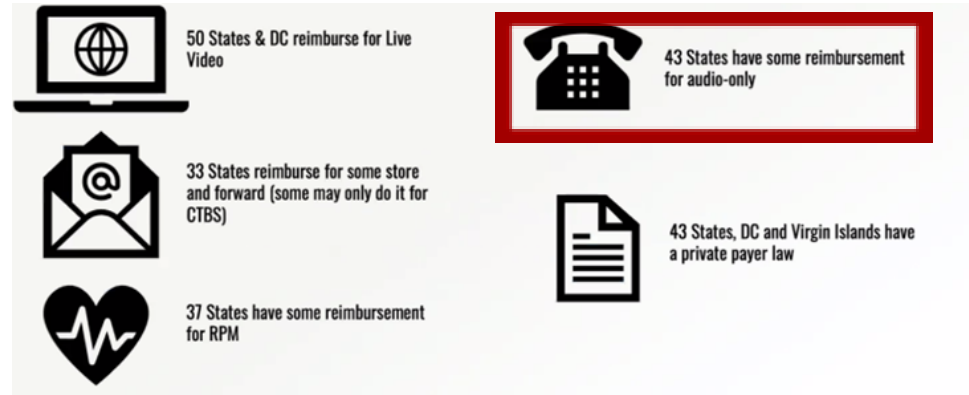 50 States & DC reimburse for Live
Video
33 States reimburse for some store
and forward (some may only do it for
CTBS)
37 States have some reimbursement
for RPM
43 States have some reimbursement
for audio-only
43 States, DC and Virgin Islands have
a private payer law